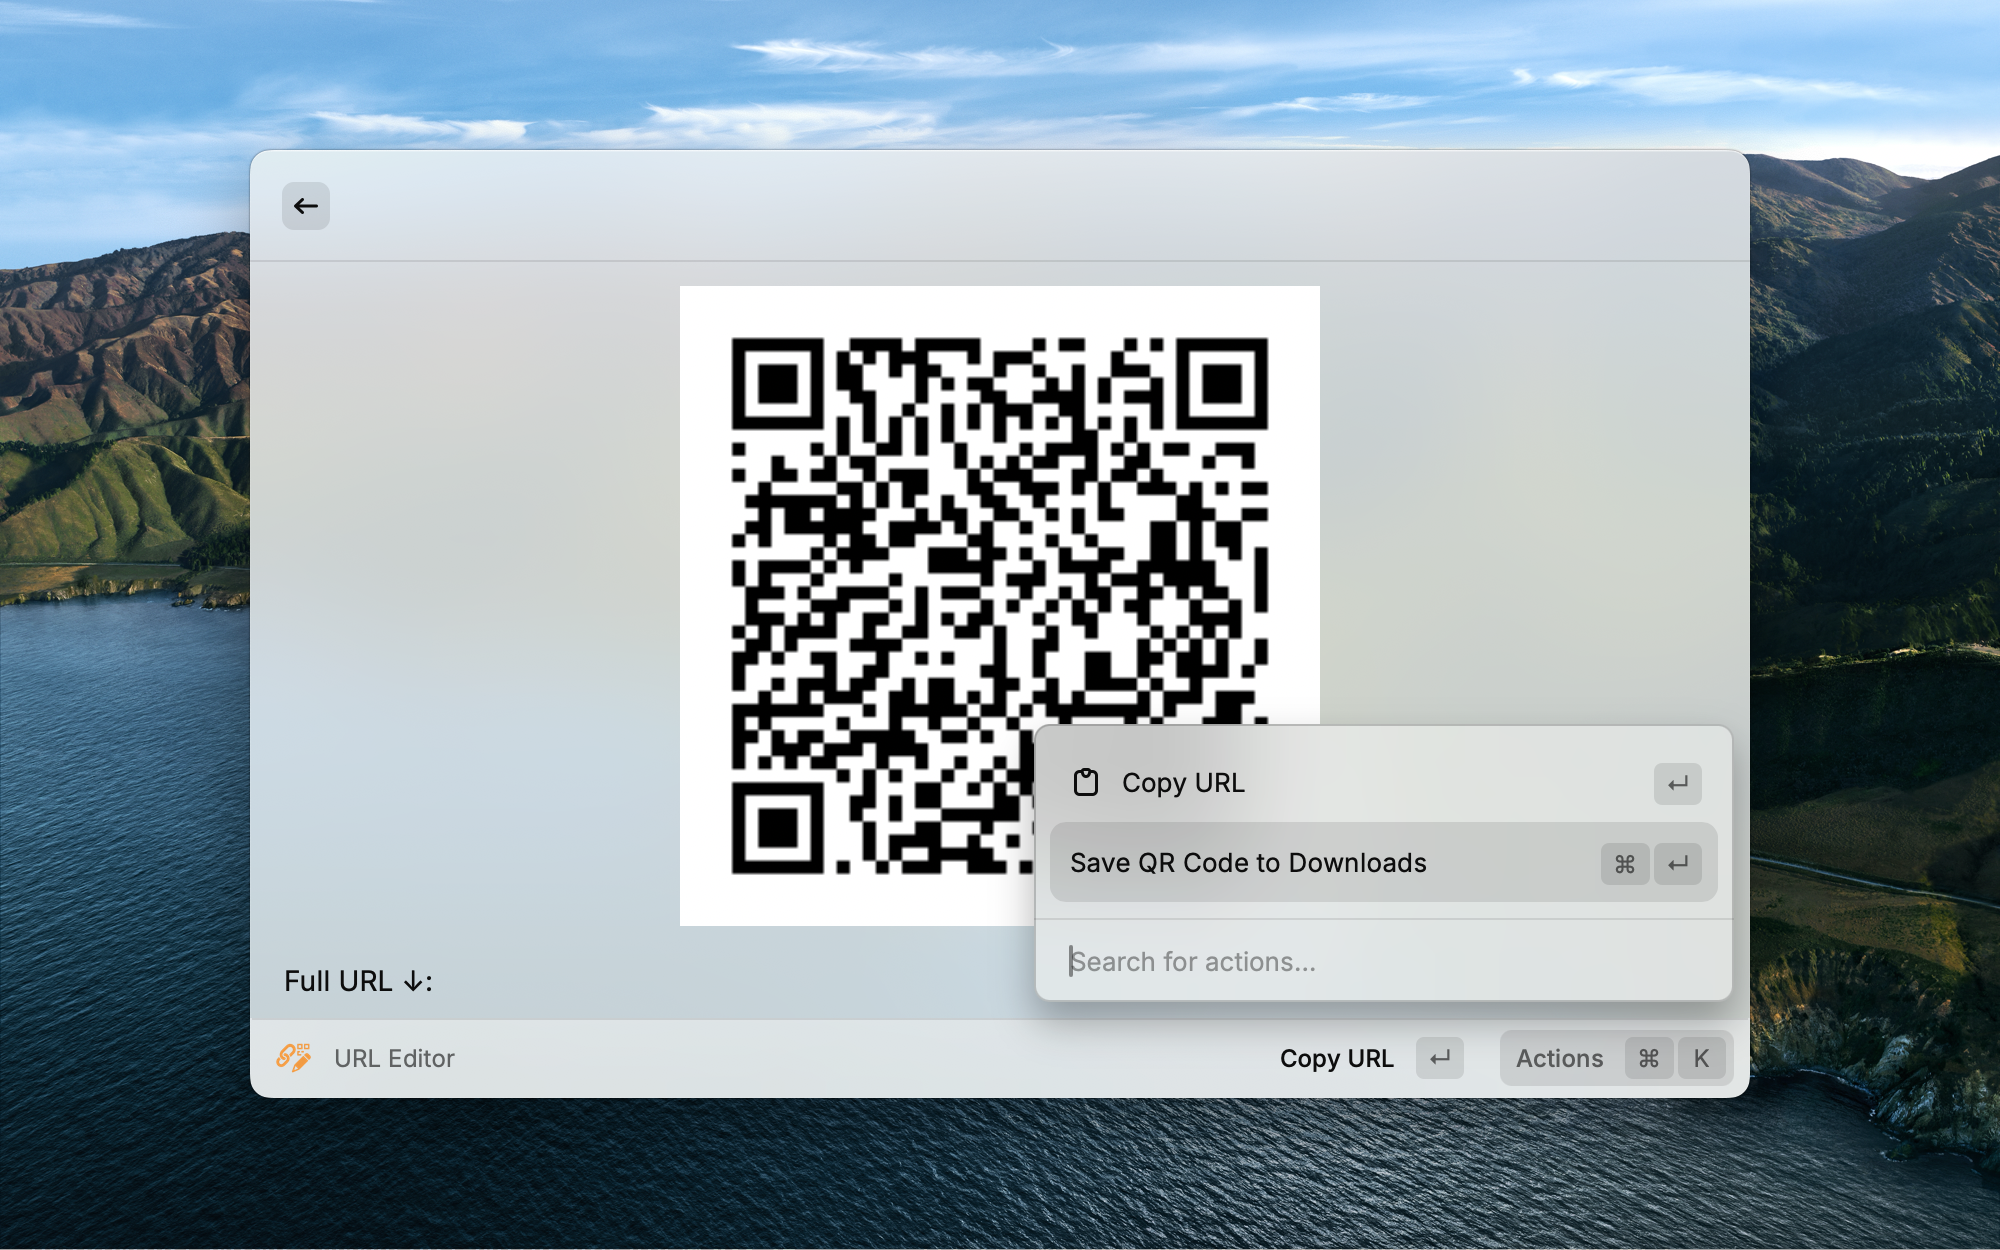 Copy URL
Save QR Code to Downloads ⌘
Search for actions...
Full URL ↓:
URL Editor
Copy URL
Actions ⌘ K